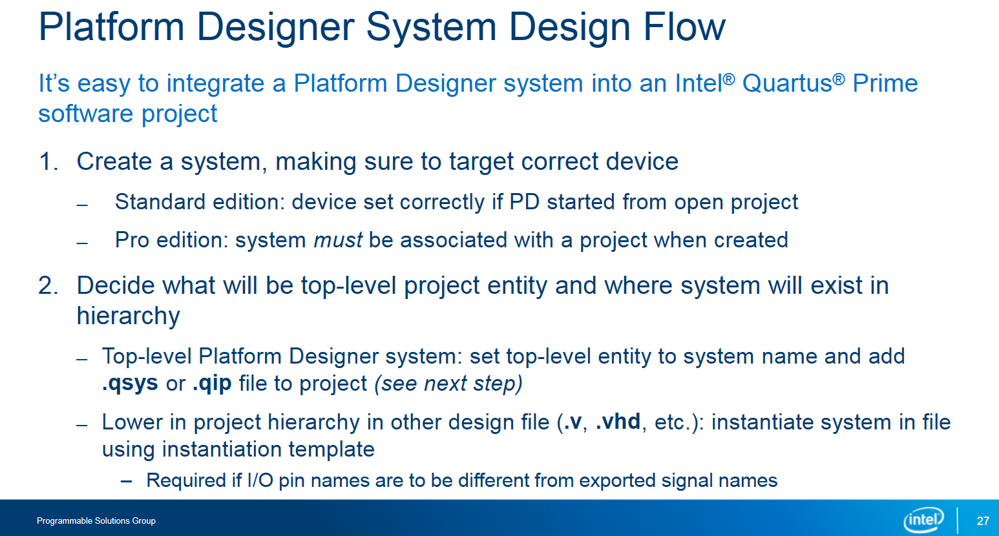 Platform Designer System Design Flow
It’s easy to integrate a Platform Designer system into an Intel® Quartus® Prime
software project
1. Create a system, making sure to target correct device
– Standard edition: device set correctly if PD started from open project
– Pro edition: system must be associated with a project when created
2. Decide what will be top-level project entity and where system will exist in
hierarchy
– Top-level Platform Designer system: set top-level entity to system name and add
.qsys or .qip file to project (see next step)
– Lower in project hierarchy in other design file (.v, .vhd, etc.): instantiate system in file
using instantiation template
– Required if I/O pin names are to be different from exported signal names
Programmable Solutions Group
intel
27